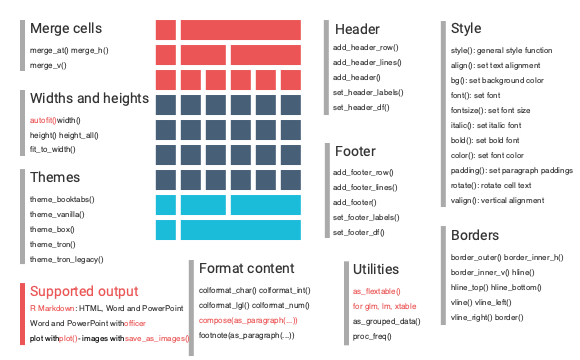 Merge cells
merge_at() merge_h()
merge_v()
Widths and heights
autofit()width()
height() height_all()
fit_to_width()
Themes
theme_booktabs()
theme_vanilla()
theme_box()
theme_tron()
theme_tron_legacy()
Supported output
R Markdown: HTML, Word and PowerPoint
Word and PowerPoint withofficer
plot withplot()- images withsave_as_images()
Format content
colformat_char() colformat_int()
colformat_lgl() colformat_num()
compose(as_paragraph(...))
footnote(as_paragraph(...))
Header
add_header_row()
add_header_lines()
add_header()
set_header_labels()
set_header_df()
Footer
add_footer_row()
add_footer_lines()
add_footer()
set_footer_labels()
set_footer_df()
Utilities
as_flextable()
for glm, lm, xtable
as_grouped_data()
proc_freq()
Style
style(): general style function
align(): set text alignment
bg(): set background color
font(): set font
fontsize(): set font size
italic(): set italic font
bold(): set bold font
color(): set font color
padding(): set paragraph paddings
rotate(): rotate cell text
valign(): vertical alignment
Borders
border_outer() border_inner_h()
border_inner_v() hline()
hline_top() hline_bottom()
vline() vline_left()
vline_right() border()